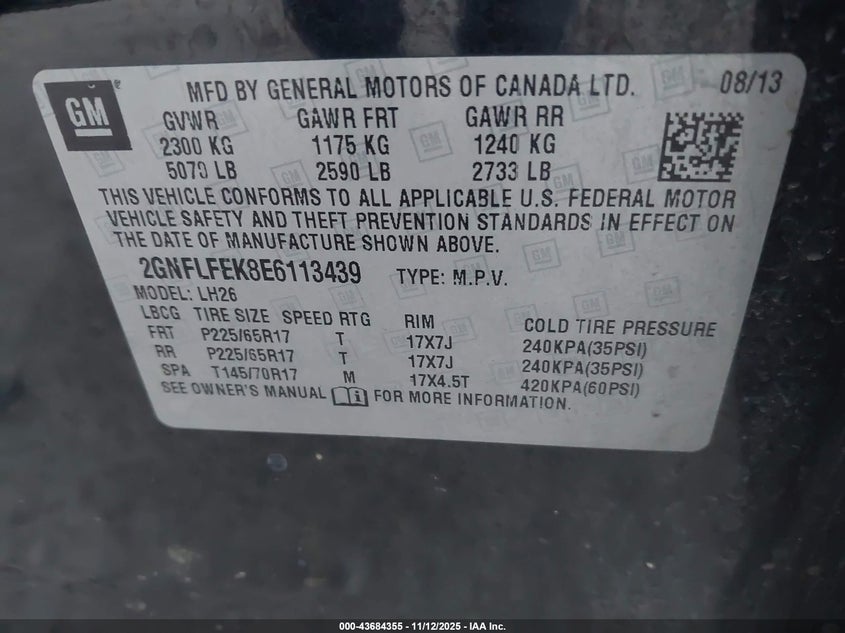 GM
MFD BY GENERAL MOTORS OF CANADA LTD. 08/13
GVWR GAWR FRT GAWR RR
2300 KG 1175 KG 1240 KG
5070 LB 2590 LB 2733 LB
THIS VEHICLE CONFORMS TO ALL APPLICABLE U.S. FEDERAL MOTOR
VEHICLE SAFETY AND THEFT PREVENTION STANDARDS IN EFFECT ON
THE DATE OF MANUFACTURE SHOWN ABOVE.
2GNFLFEK8E6113439 TYPE: M.P.V.
MODEL: LH26
LBCG TIRE SIZE SPEED RTG RIM COLD TIRE PRESSURE
FRT P225/65R17 T 17X7J 240KPA(35PSI)
RR P225/65R17 T 17X7J 240KPA(35PSI)
SPA T145/70R17 M 17X4.5T 420KPA(60PSI)
SEE OWNER'S MANUAL FOR MORE INFORMATION.
000-43684355 - 11/12/2025 - IAA Inc.